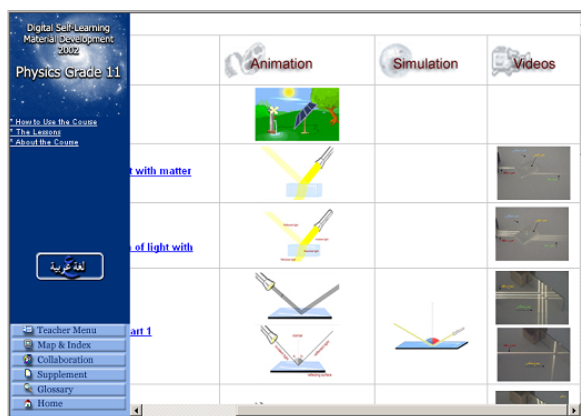 Digital Self-Learning
Material Development
2002
Physics Grade 11
* How to Use the Course
* The Lessons
* About the Course
لغة عربية
Teacher Menu
Map & Index
Collaboration
Supplement
Glossary
Home
Animation
Simulation
Videos
t with matter
n of light with
art 1